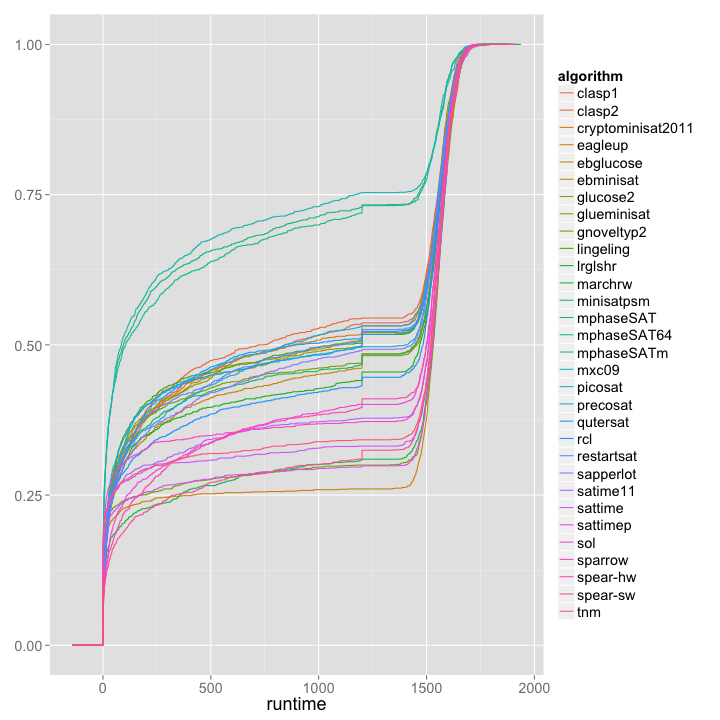 1.00
0.75
0.50
0.25
0.00
0
500
1000
1500
2000
runtime
algorithm
clasp1
clasp2
cryptominisat2011
eagleup
ebglucose
ebminisat
glucose2
glueminisat
gnoveltyp2
lingeling
lrglshr
marchrw
minisatpsm
mphaseSAT
mphaseSAT64
mphaseSATm
mxc09
picosat
precosat
qutersat
rcl
restartsat
sapperlot
satime11
sattime
sattimep
sol
sparrow
spear-hw
spear-sw
tnm